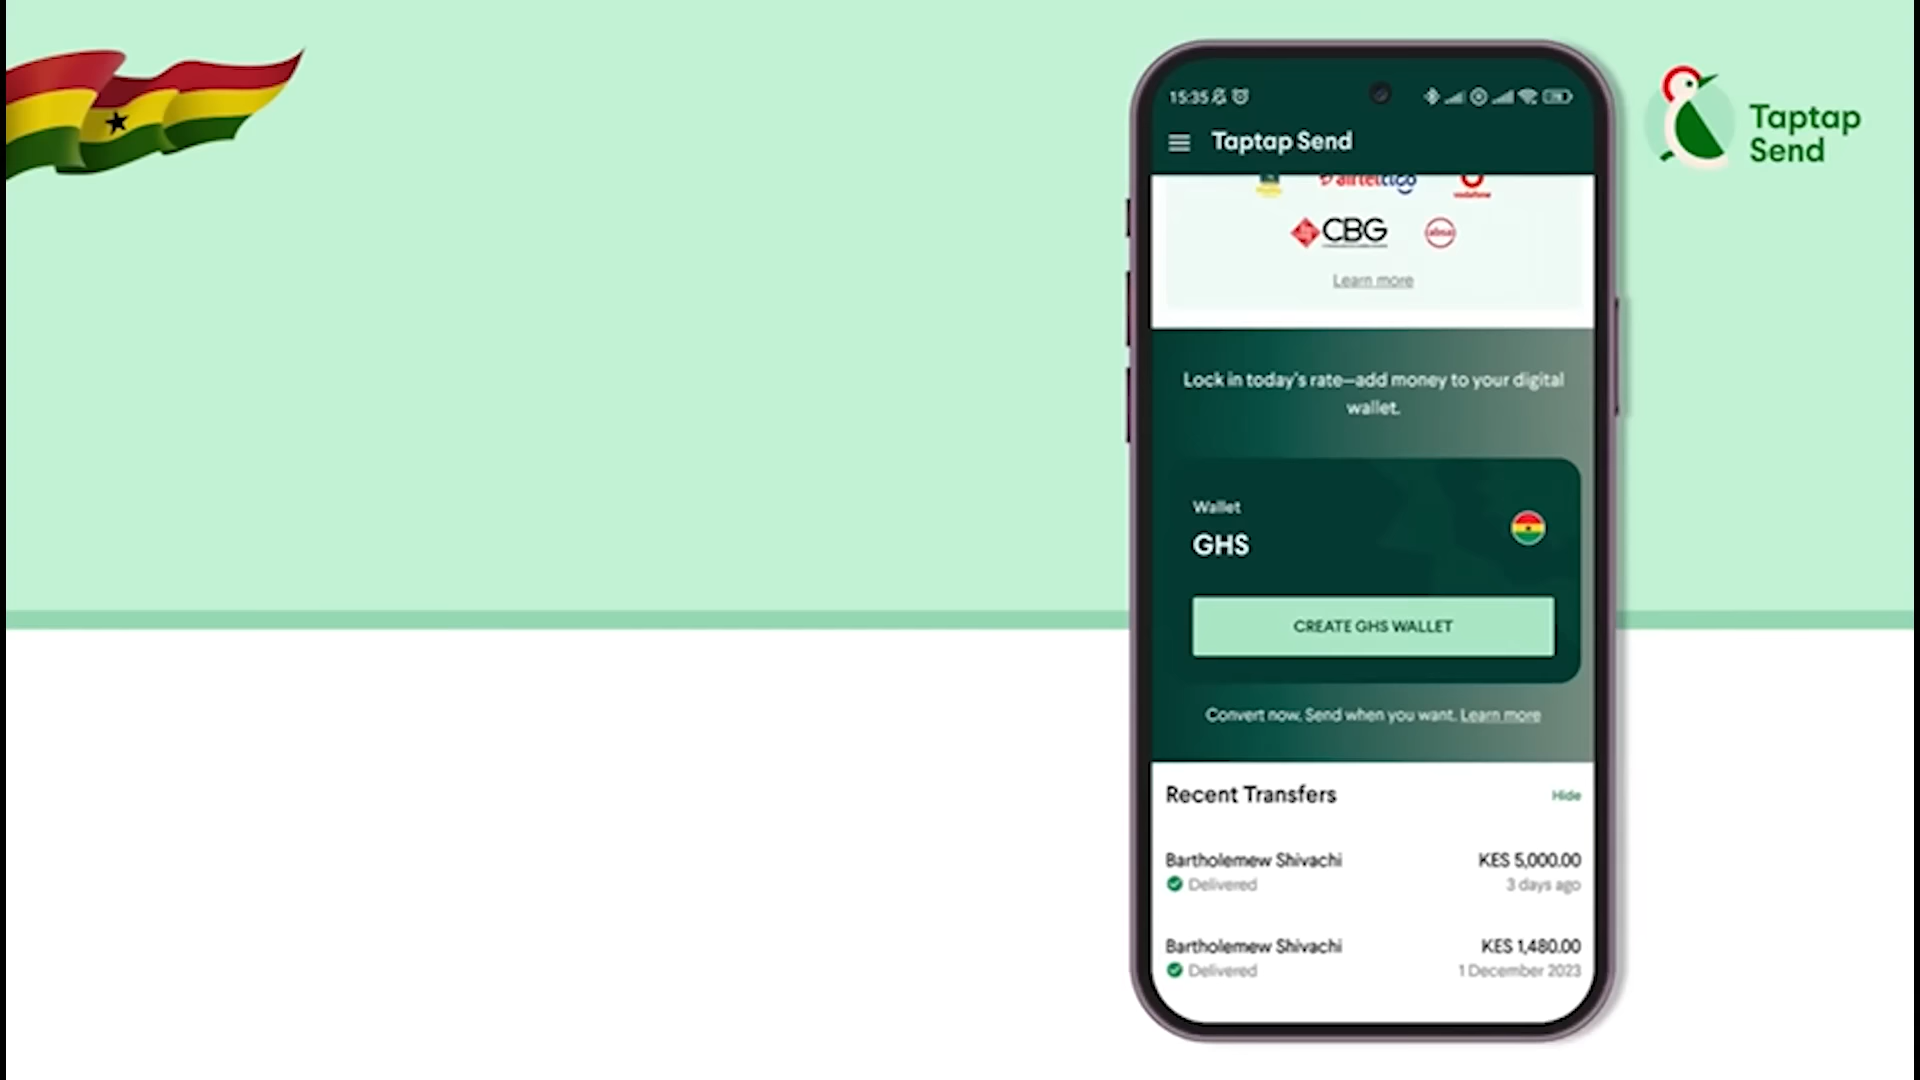 15:35
Taptap Send
Taptap
Send
airteltigo
vodafone
CBG
absa
Learn more
Lock in today's rate—add money to your digital
wallet.
Wallet
GHS
CREATE GHS WALLET
Convert now. Send when you want. Learn more
Recent Transfers
Hide
Bartholemew Shivachi
KES 5,000.00
Delivered
3 days ago
Bartholemew Shivachi
KES 1,480.00
Delivered
1 December 2023